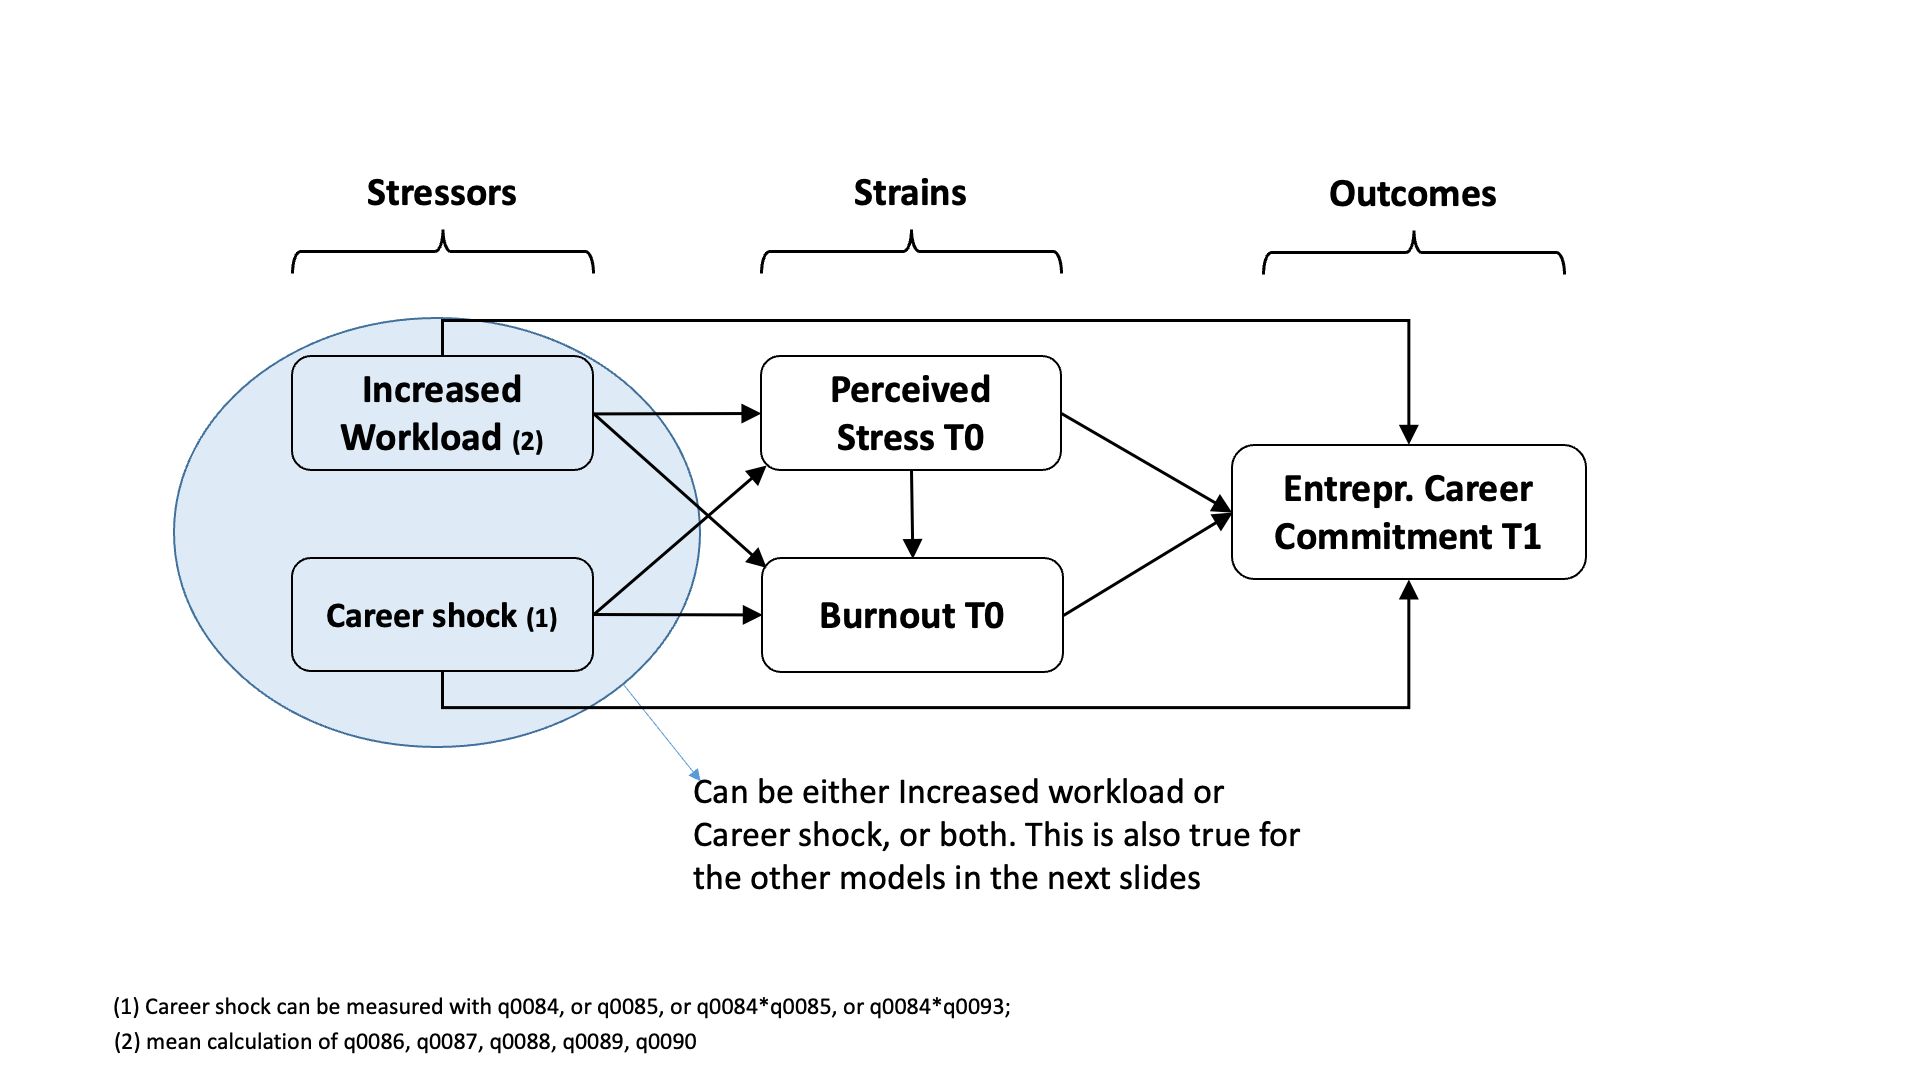 Stressors
Strains
Outcomes
Increased
Workload (2)
Perceived
Stress T0
Entrepr. Career
Commitment T1
Career shock (1)
Burnout T0
Can be either Increased workload or
Career shock, or both. This is also true for
the other models in the next slides
(1) Career shock can be measured with q0084, or q0085, or q0084*q0085, or q0084*q0093;
(2) mean calculation of q0086, q0087, q0088, q0089, q0090